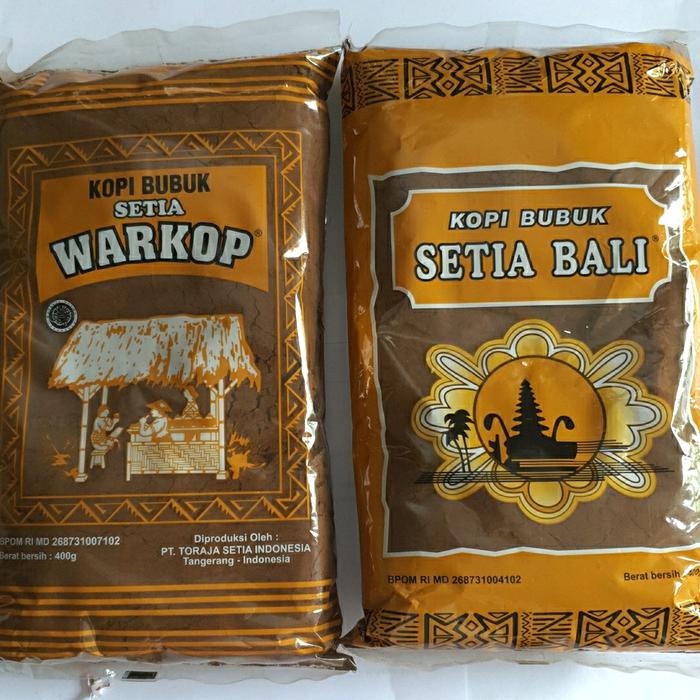 KOPI BUBUK
SETIA
WARKOP®
BPOM RI MD 268731007102
Berat bersih : 400g
Diproduksi Oleh :
PT. TORAJA SETIA INDONESIA
Tangerang - Indonesia
KOPI BUBUK
SETIA BALI®
BPOM RI MD 268731004102
Berat bersih :